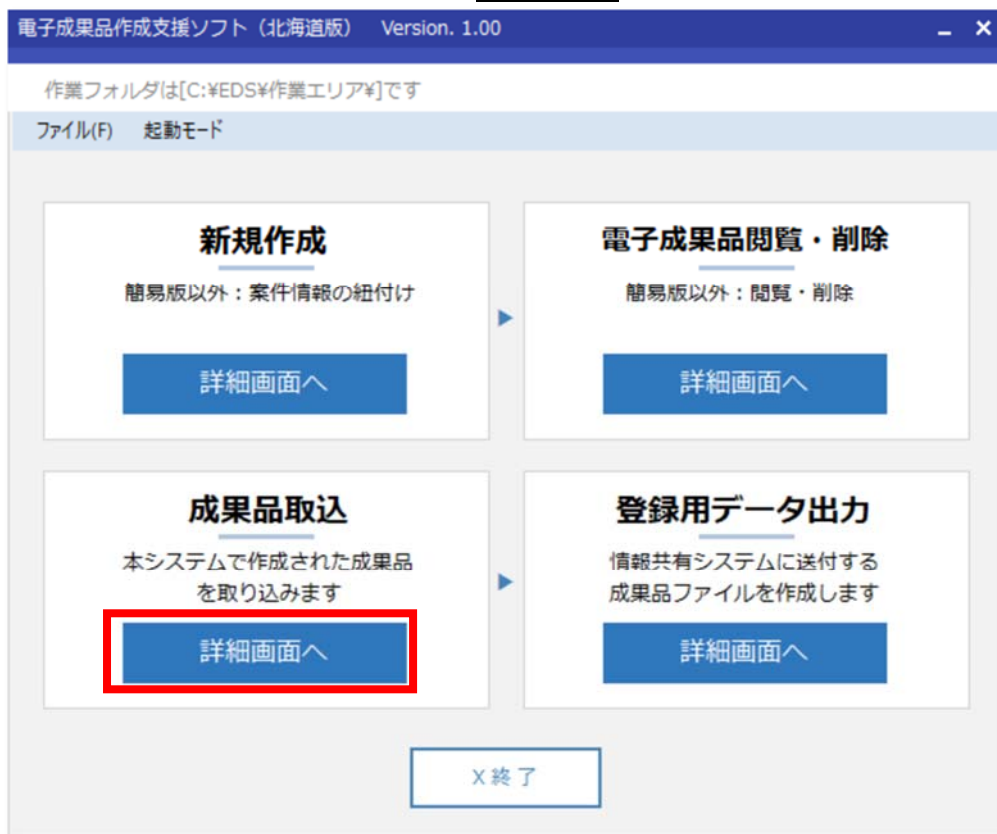 電子成果品作成支援ソフト（北海道版） Version. 1.00
作業フォルダは[C:¥EDS¥作業エリア¥]です
ファイル(F) 起動モード
新規作成
簡易版以外：案件情報の紐付け
詳細画面へ
電子成果品閲覧・削除
簡易版以外：閲覧・削除
詳細画面へ
成果品取込
本システムで作成された成果品
を取り込みます
詳細画面へ
登録用データ出力
情報共有システムに送付する
成果品ファイルを作成します
詳細画面へ
X 終了